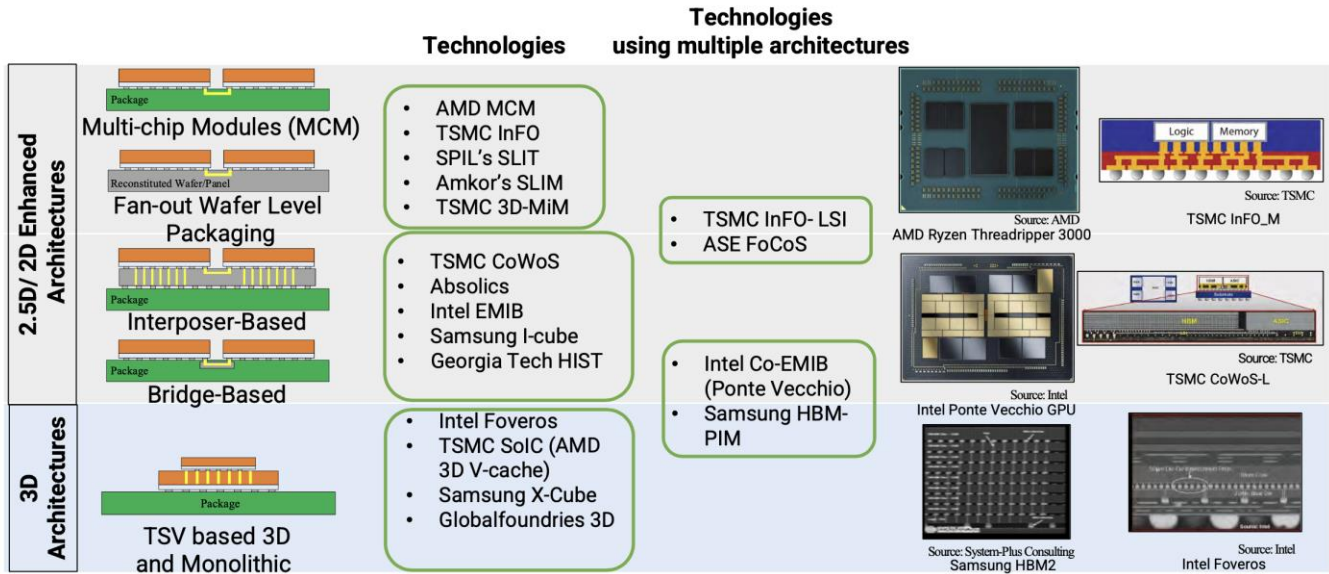 Technologies
Technologies
using multiple architectures
2.5D/ 2D Enhanced
Architectures
Package
Multi-chip Modules (MCM)
Reconstituted Wafer/Panel
Fan-out Wafer Level
Packaging
Package
Interposer-Based
Package
Bridge-Based
• AMD MCM
• TSMC InFO
• SPIL's SLIT
• Amkor's SLIM
• TSMC 3D-MiM
• TSMC CoWoS
• Absolics
• Intel EMIB
• Samsung I-cube
• Georgia Tech HIST
• TSMC InFO- LSI
• ASE FoCoS
• Intel Co-EMIB
(Ponte Vecchio)
• Samsung HBM-
PIM
Source: AMD
AMD Ryzen Threadripper 3000
Logic
Memory
Source: TSMC
TSMC InFO_M
Source: Intel
Intel Ponte Vecchio GPU
Source: TSMC
TSMC CoWoS-L
3D
Architectures
Package
TSV based 3D
and Monolithic
• Intel Foveros
• TSMC SoIC (AMD
3D V-cache)
• Samsung X-Cube
• Globalfoundries 3D
Source: System-Plus Consulting
Samsung HBM2
Source: Intel
Source: Intel
Intel Foveros